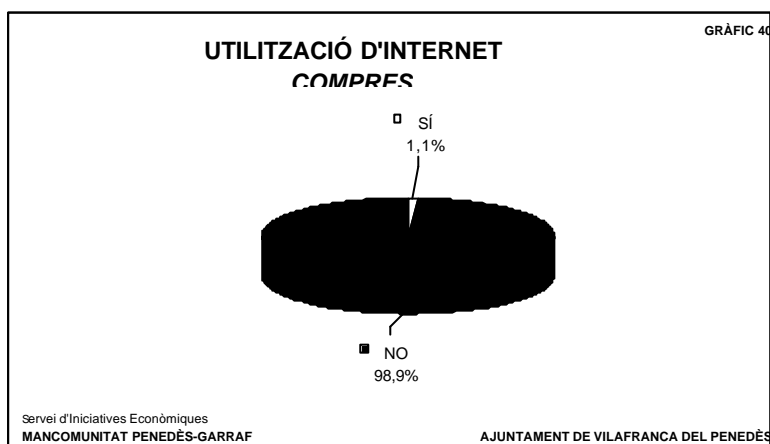 GRÀFIC 40
UTILITZACIÓ D'INTERNET
COMPRES
SÍ
1,1%
NO
98,9%
Servei d'Iniciatives Econòmiques
MANCOMUNITAT PENEDÈS-GARRAF
AJUNTAMENT DE VILAFRANCA DEL PENEDÈS